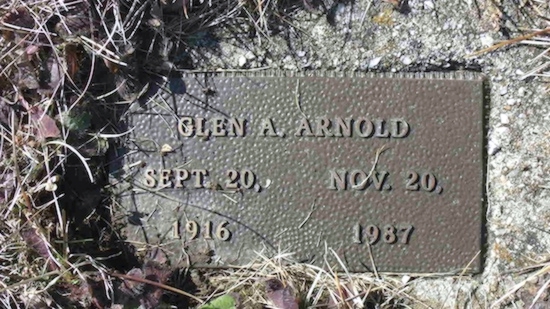 GLEN A. ARNOLD
SEPT. 20, NOV. 20,
1916 1987